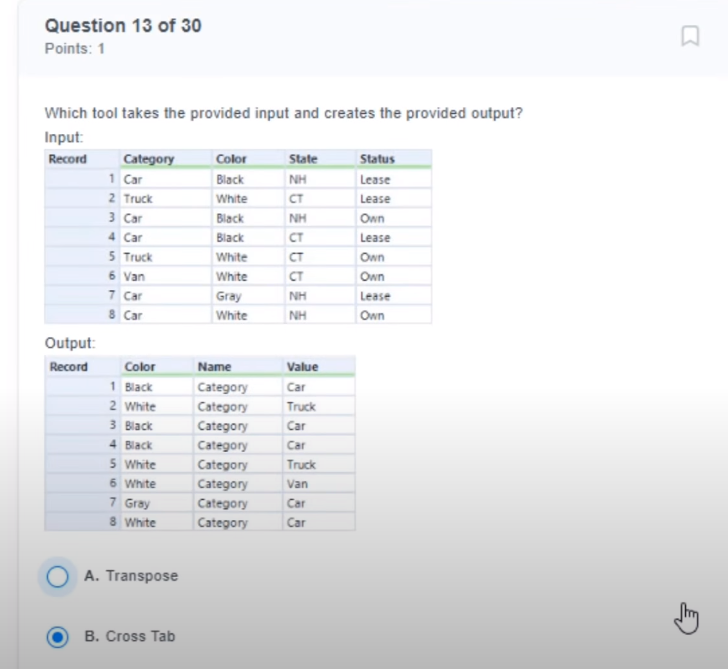 Question 13 of 30
Points: 1
Which tool takes the provided input and creates the provided output?
Input:
Record Category Color State Status
1 Car Black NH Lease
2 Truck White CT Lease
3 Car Black NH Own
4 Car Black CT Lease
5 Truck White CT Own
6 Van White CT Own
7 Car Gray NH Lease
8 Car White NH Own
Output:
Record Color Name Value
1 Black Category Car
2 White Category Truck
3 Black Category Car
4 Black Category Car
5 White Category Truck
6 White Category Van
7 Gray Category Car
8 White Category Car
A. Transpose
B. Cross Tab